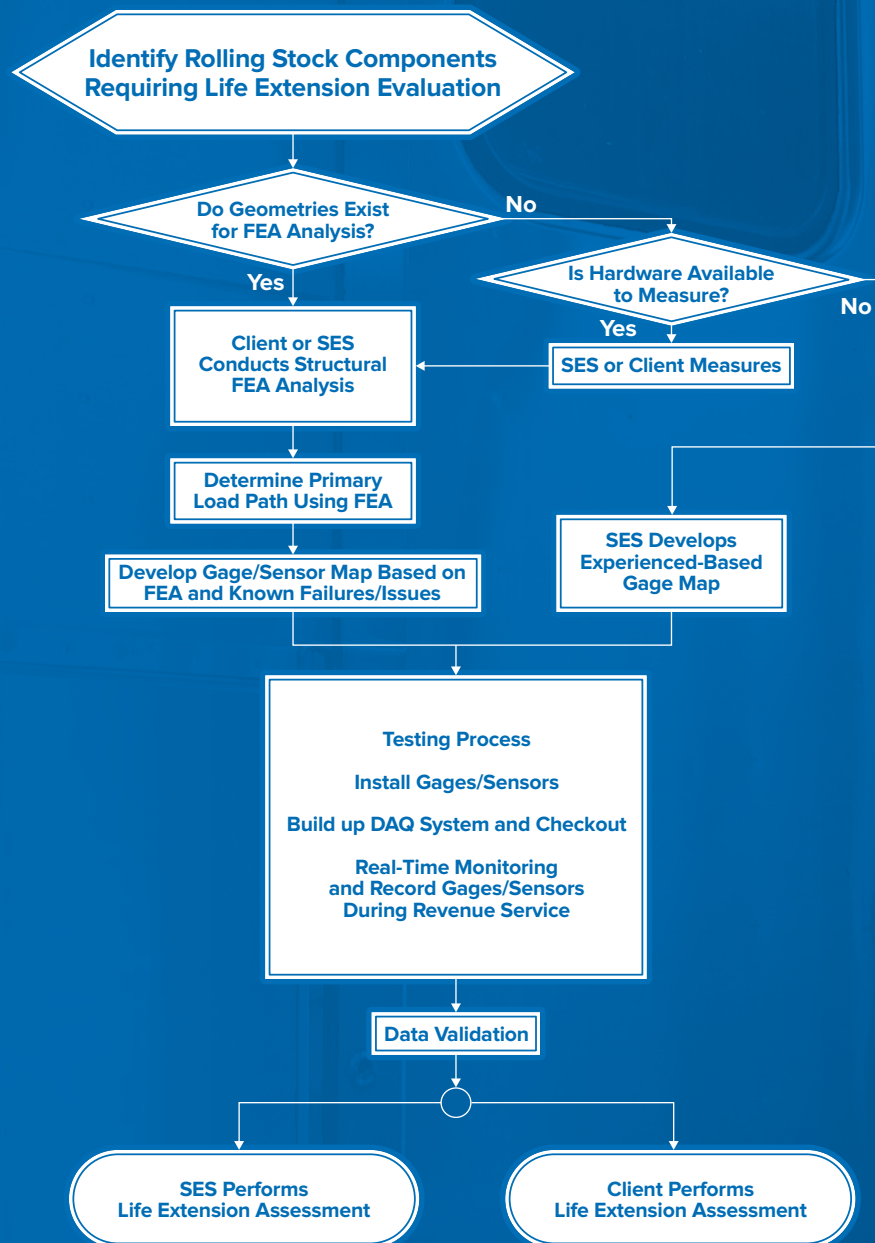 Identify Rolling Stock Components
Requiring Life Extension Evaluation
Do Geometries Exist
for FEA Analysis?
No
Yes
Is Hardware Available
to Measure?
No
Yes
Client or SES
Conducts Structural
FEA Analysis
SES or Client Measures
Determine Primary
Load Path Using FEA
SES Develops
Experienced-Based
Gage Map
Develop Gage/Sensor Map Based on
FEA and Known Failures/Issues
Testing Process
Install Gages/Sensors
Build up DAQ System and Checkout
Real-Time Monitoring
and Record Gages/Sensors
During Revenue Service
Data Validation
SES Performs
Life Extension Assessment
Client Performs
Life Extension Assessment